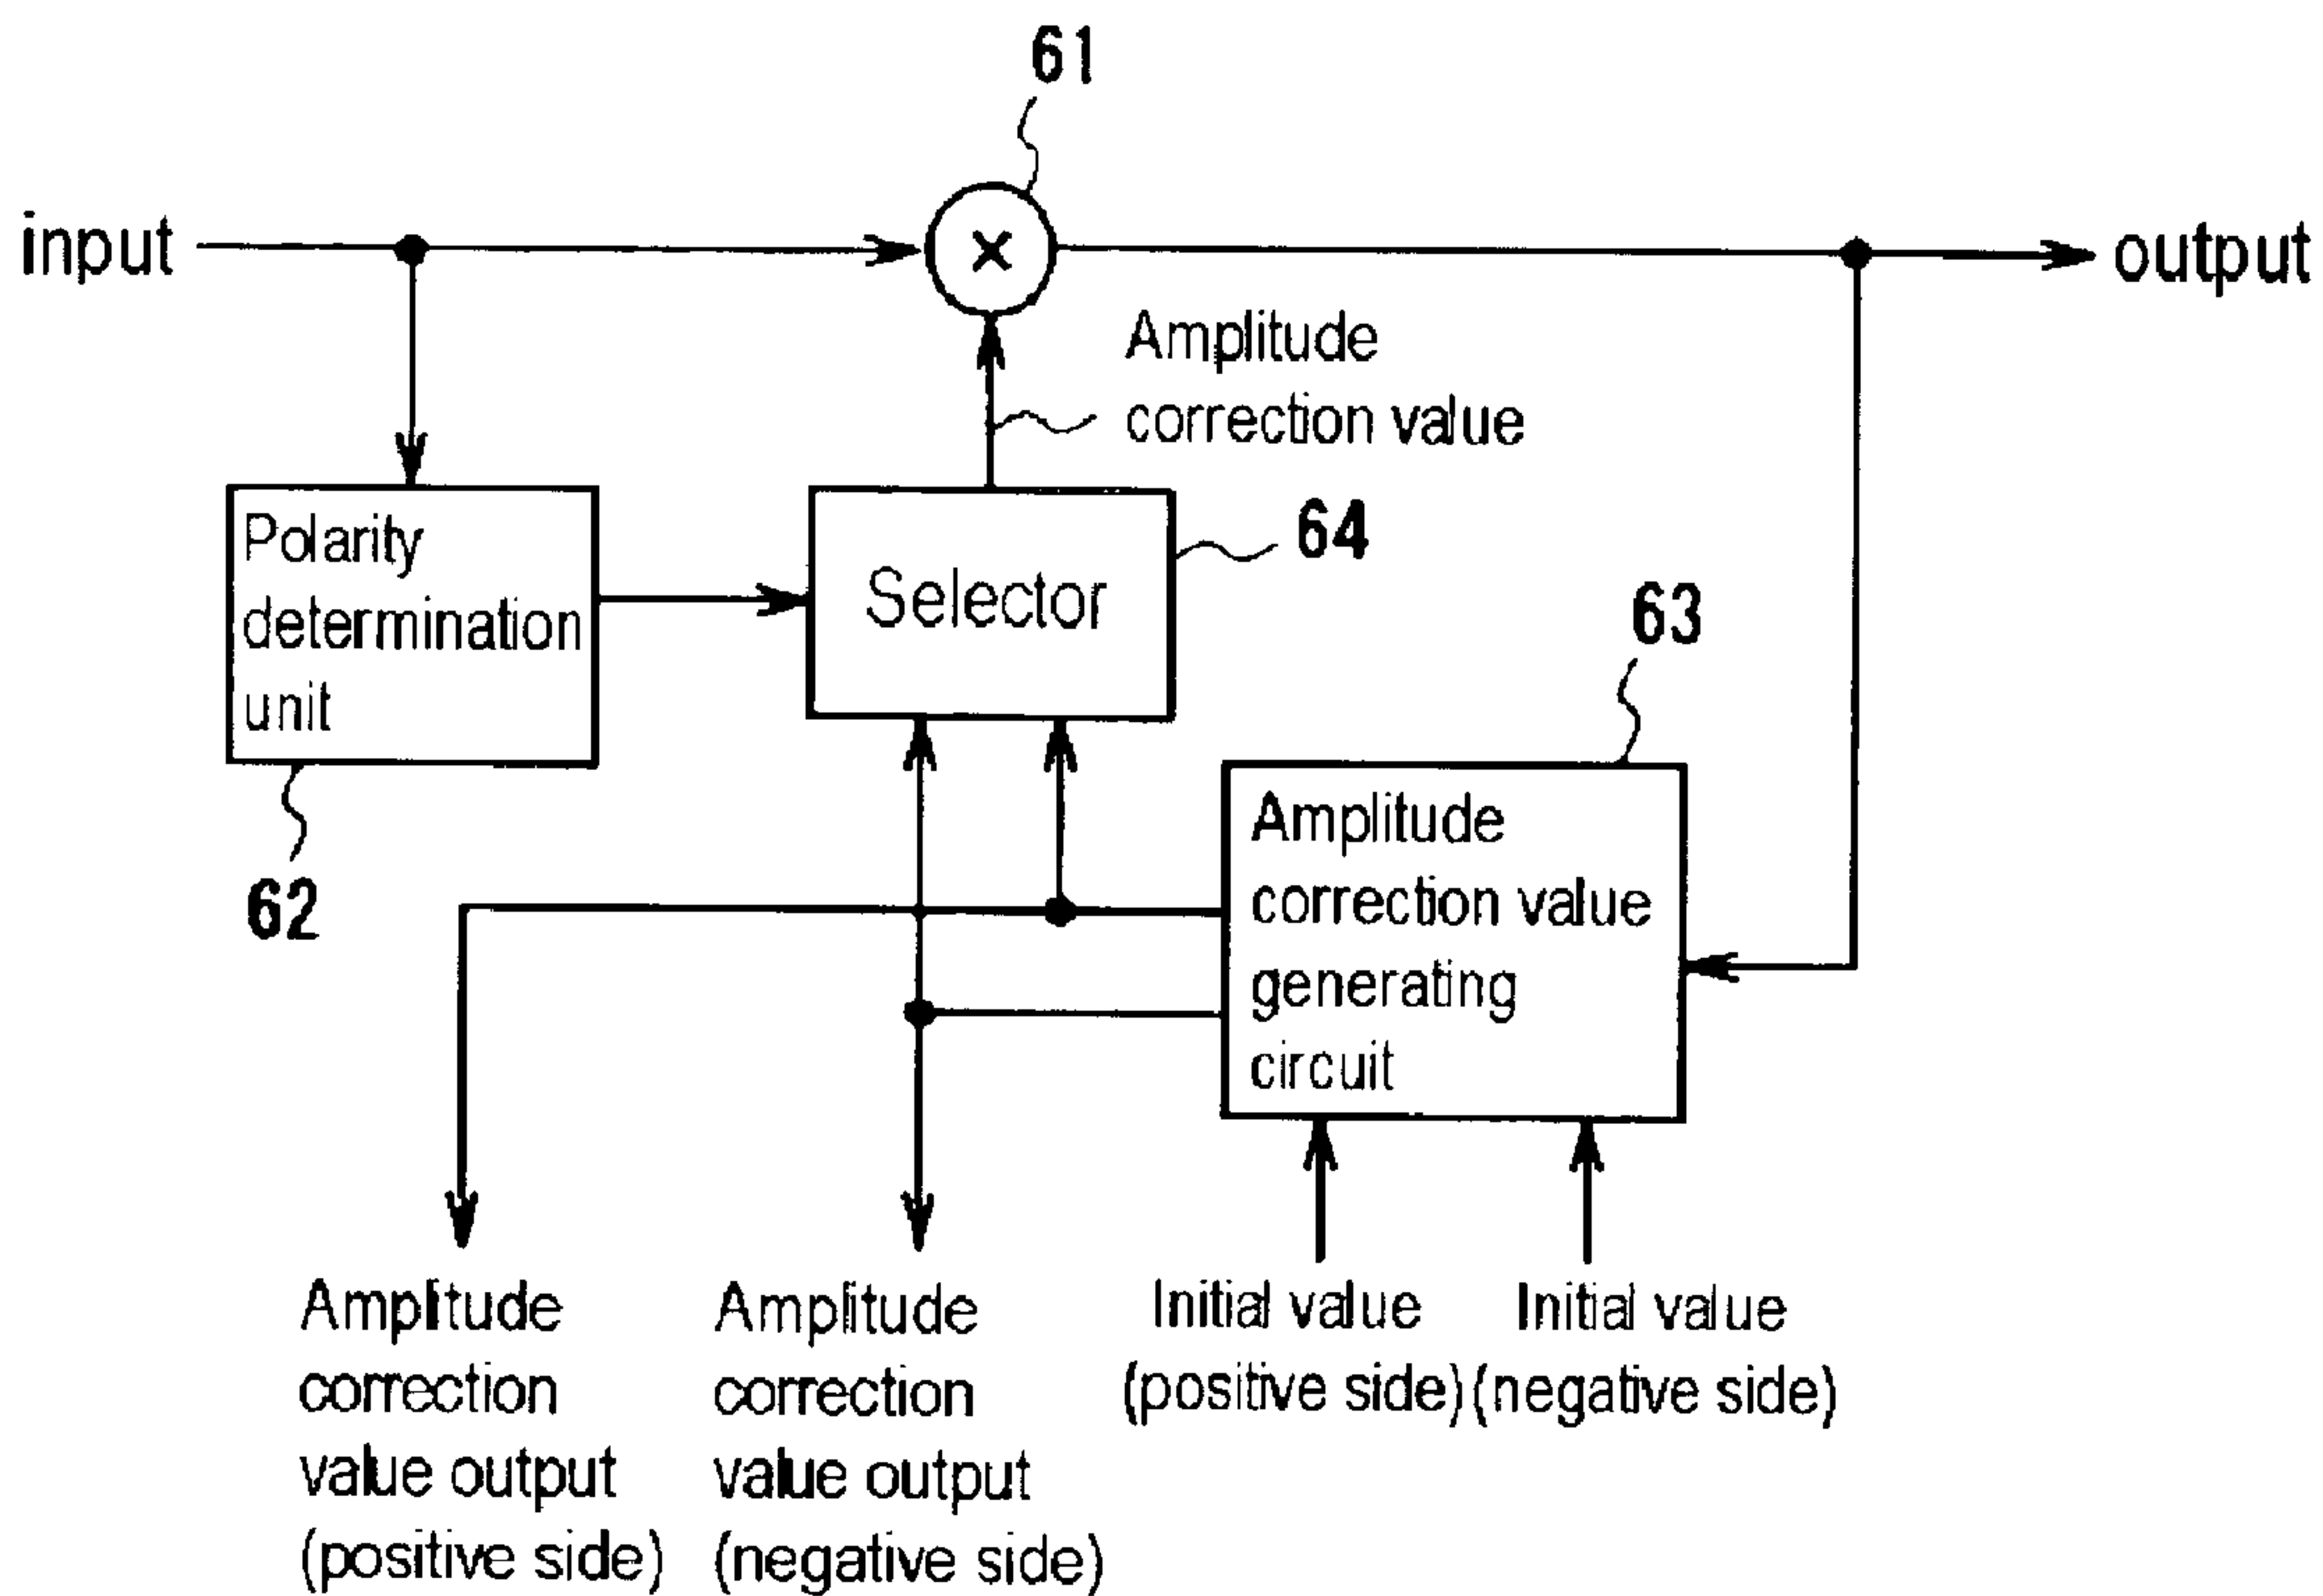 61
input
×
output
Amplitude
correction value
Polarity
determination
unit
Selector
64
63
62
Amplitude
correction value
generating
circuit
Amplitude
correction
value output
(positive side)
Amplitude
correction
value output
(negative side)
Initial value
(positive side)
Initial value
(negative side)